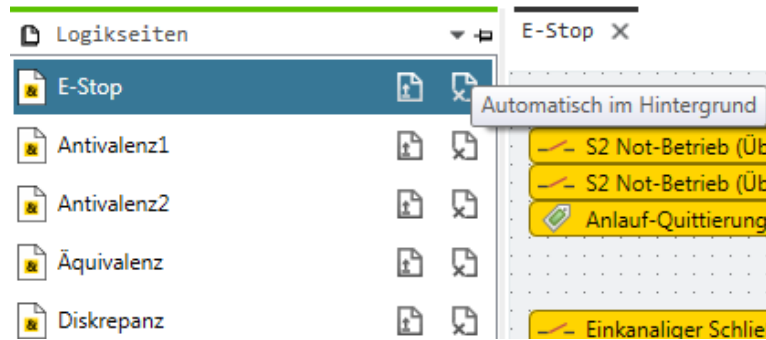 Logikseiten
E-Stop
E-Stop
Automatisch im Hintergrund
Antivalenz1
S2 Not-Betrieb (Üb
Antivalenz2
S2 Not-Betrieb (Üb
Anlauf-Quittierung
Äquivalenz
Diskrepanz
Einkanaliger Schlie